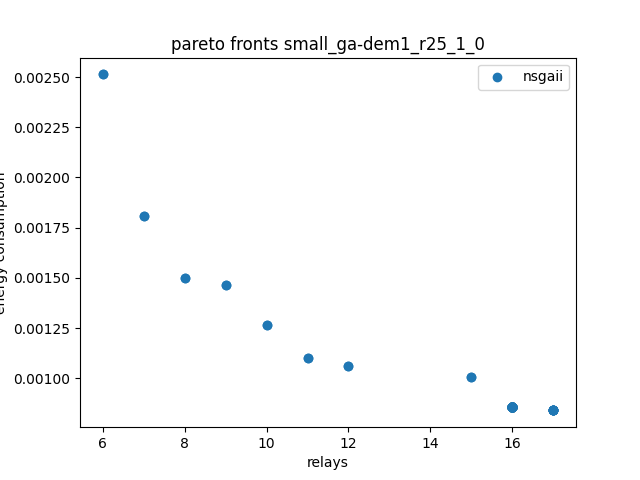 pareto fronts small_ga-dem1_r25_1_0
nsgaii
0.00250
0.00225
0.00200
0.00175
0.00150
0.00125
0.00100
energy consumption
6 8 10 12 14 16
relays